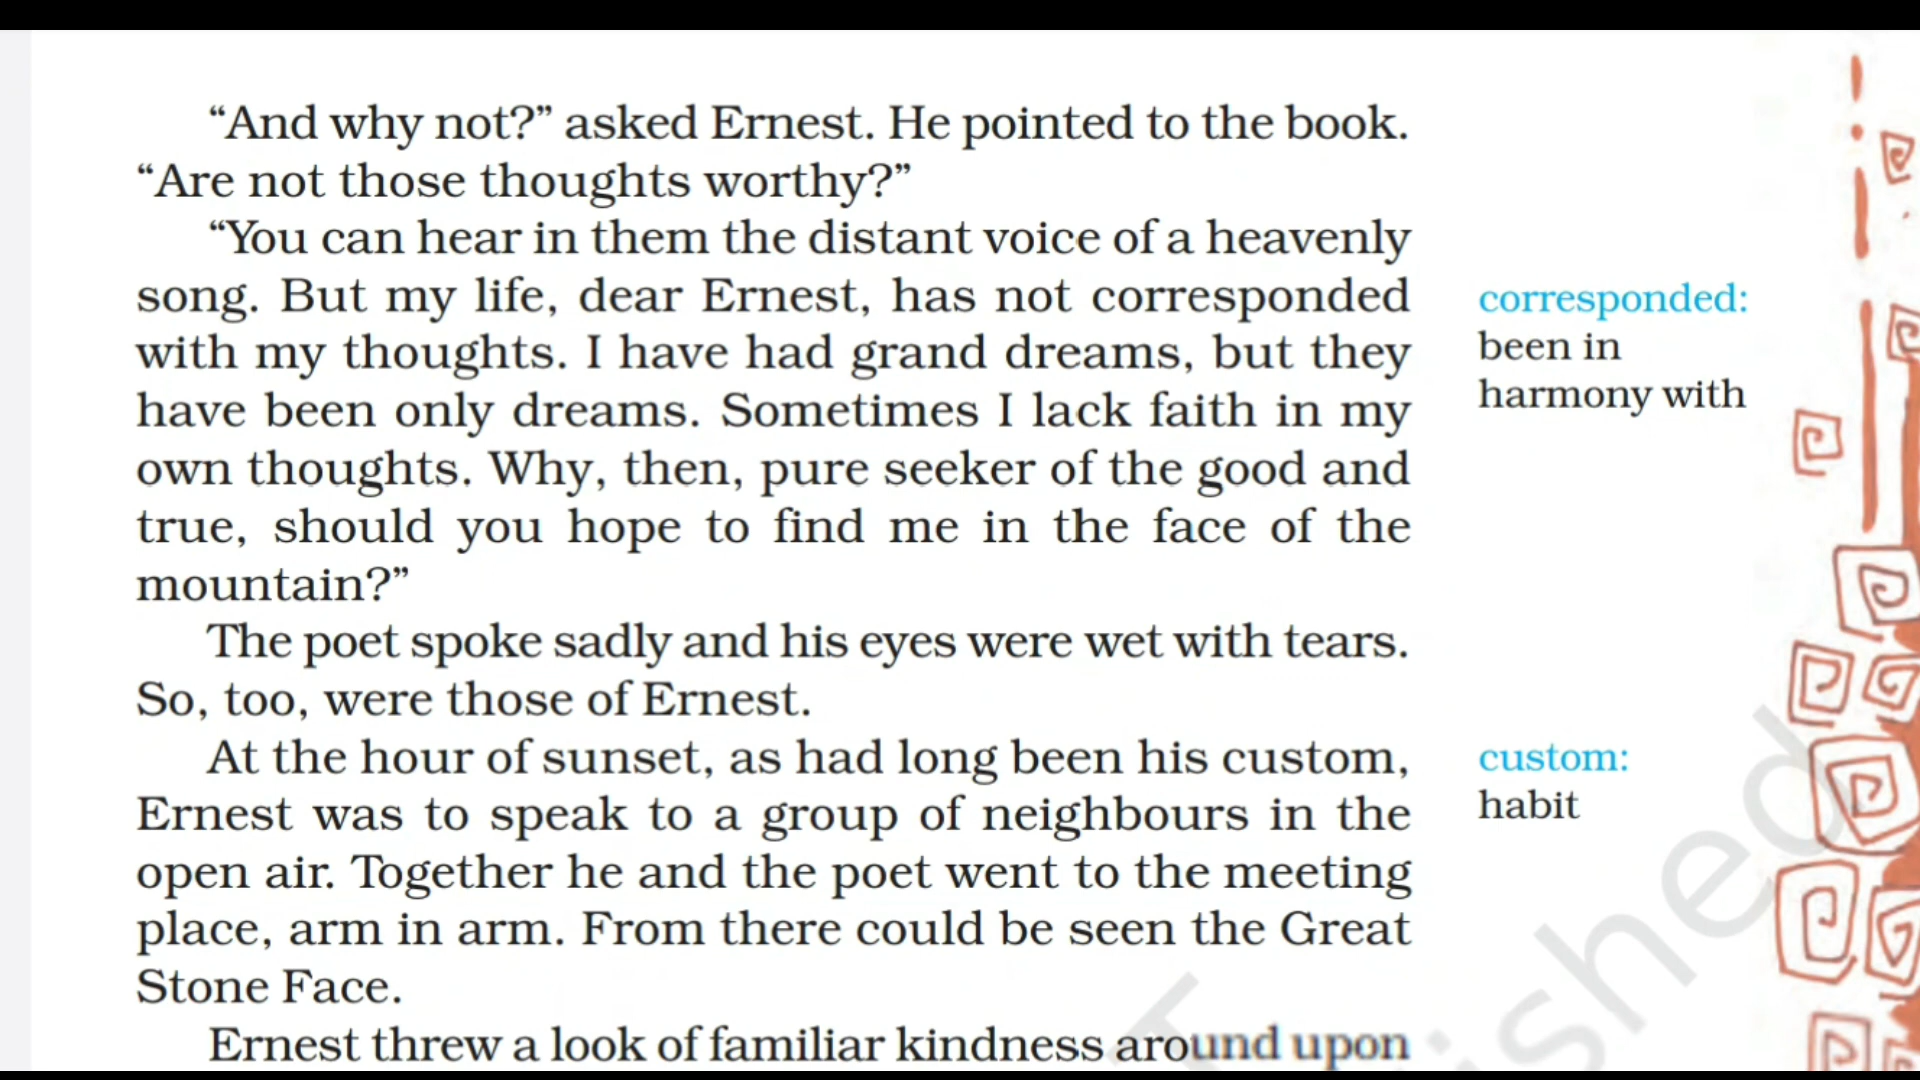 “And why not?” asked Ernest. He pointed to the book.
“Are not those thoughts worthy?”
“You can hear in them the distant voice of a heavenly
song. But my life, dear Ernest, has not corresponded
with my thoughts. I have had grand dreams, but they
have been only dreams. Sometimes I lack faith in my
own thoughts. Why, then, pure seeker of the good and
true, should you hope to find me in the face of the
mountain?”
The poet spoke sadly and his eyes were wet with tears.
So, too, were those of Ernest.
At the hour of sunset, as had long been his custom,
Ernest was to speak to a group of neighbours in the
open air. Together he and the poet went to the meeting
place, arm in arm. From there could be seen the Great
Stone Face.
Ernest threw a look of familiar kindness around upon
corresponded:
been in
harmony with
custom:
habit